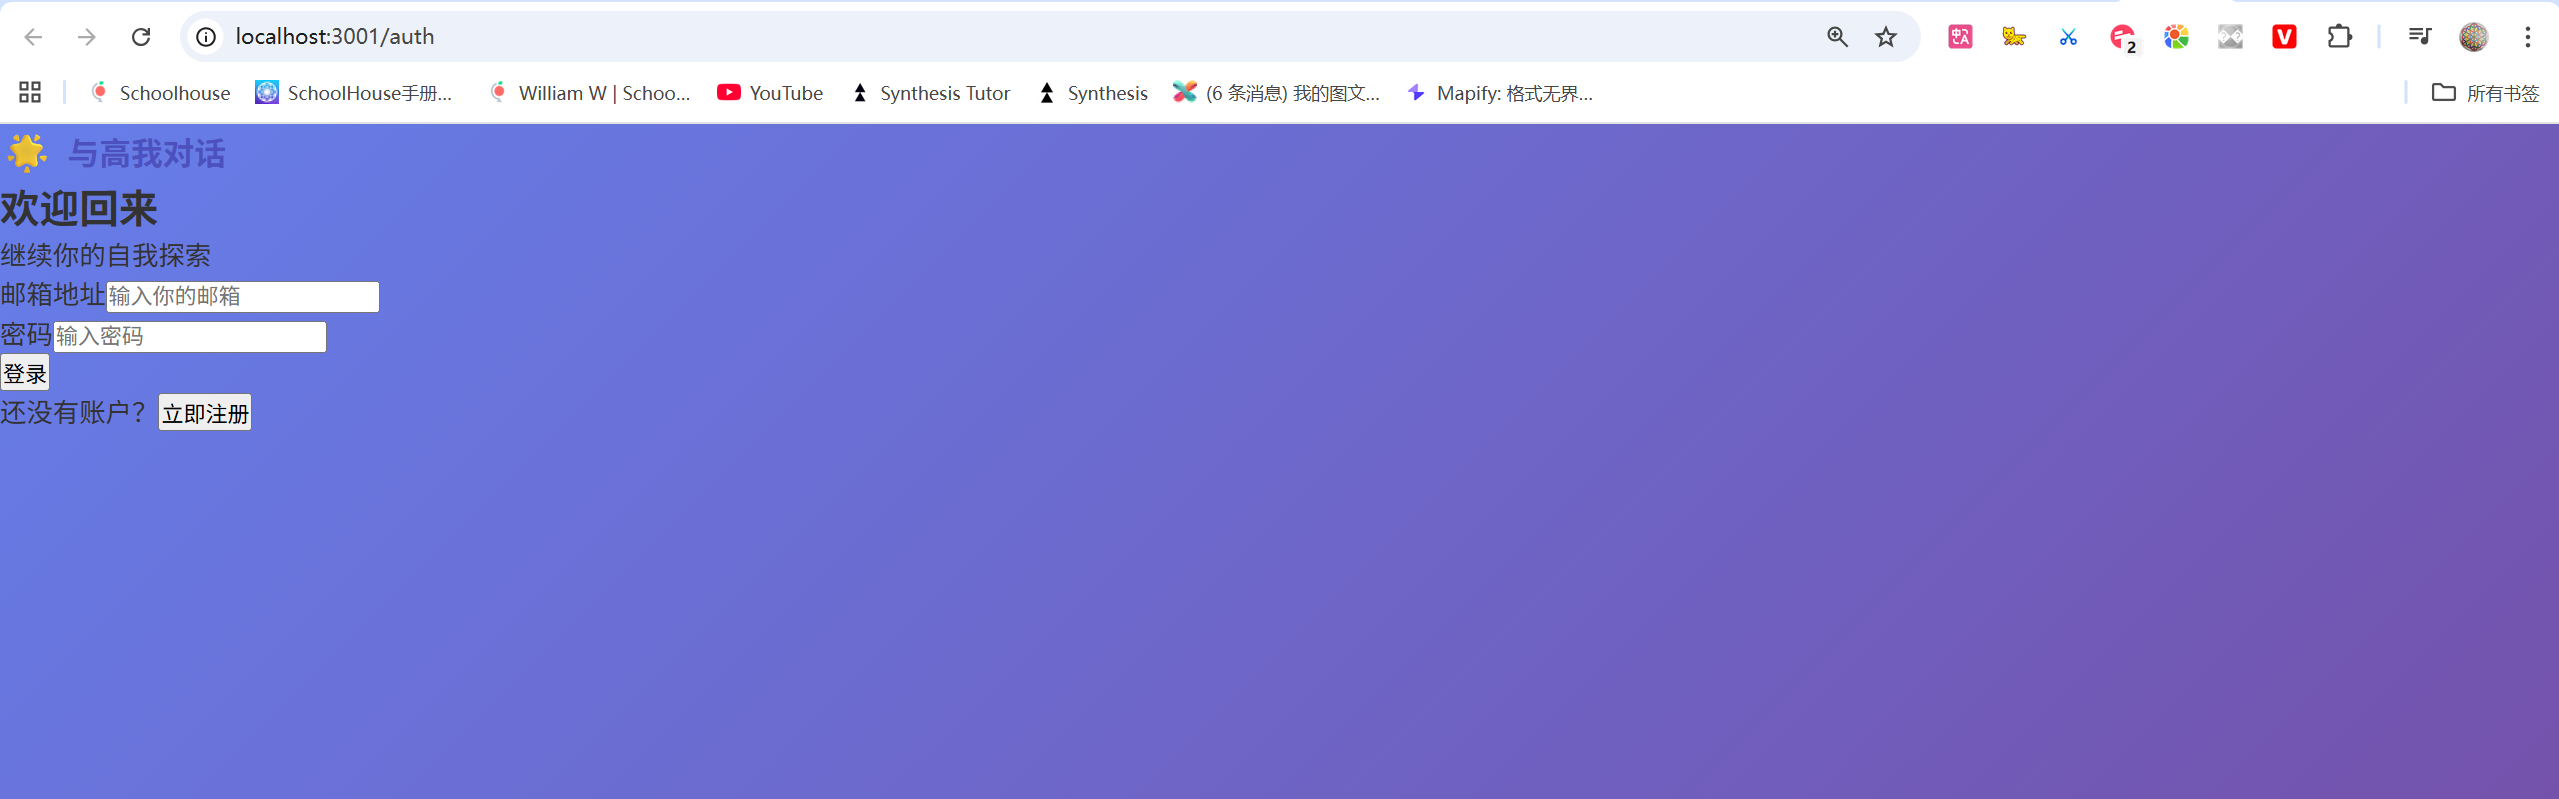 localhost:3001/auth
2
Schoolhouse
SchoolHouse手册...
William W | Schoo...
YouTube
Synthesis Tutor
Synthesis
(6 条消息) 我的图文...
Mapify: 格式无界...
所有书签
与高我对话
欢迎回来
继续你的自我探索
邮箱地址 输入你的邮箱
密码 输入密码
登录
还没有账户？ 立即注册